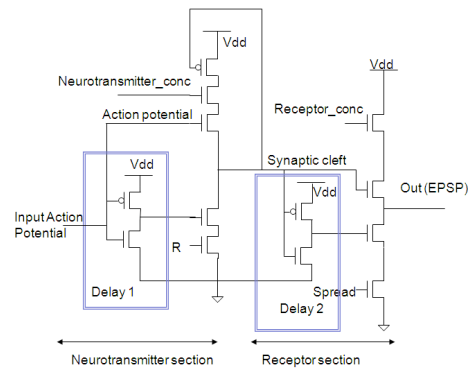 Vdd
Vdd
Neurotransmitter_conc
Receptor_conc
Action potential
Synaptic cleft
Vdd
Vdd
Out (EPSP)
Input Action
Potential
R
Delay 1
Spread
Delay 2
Neurotransmitter section
Receptor section